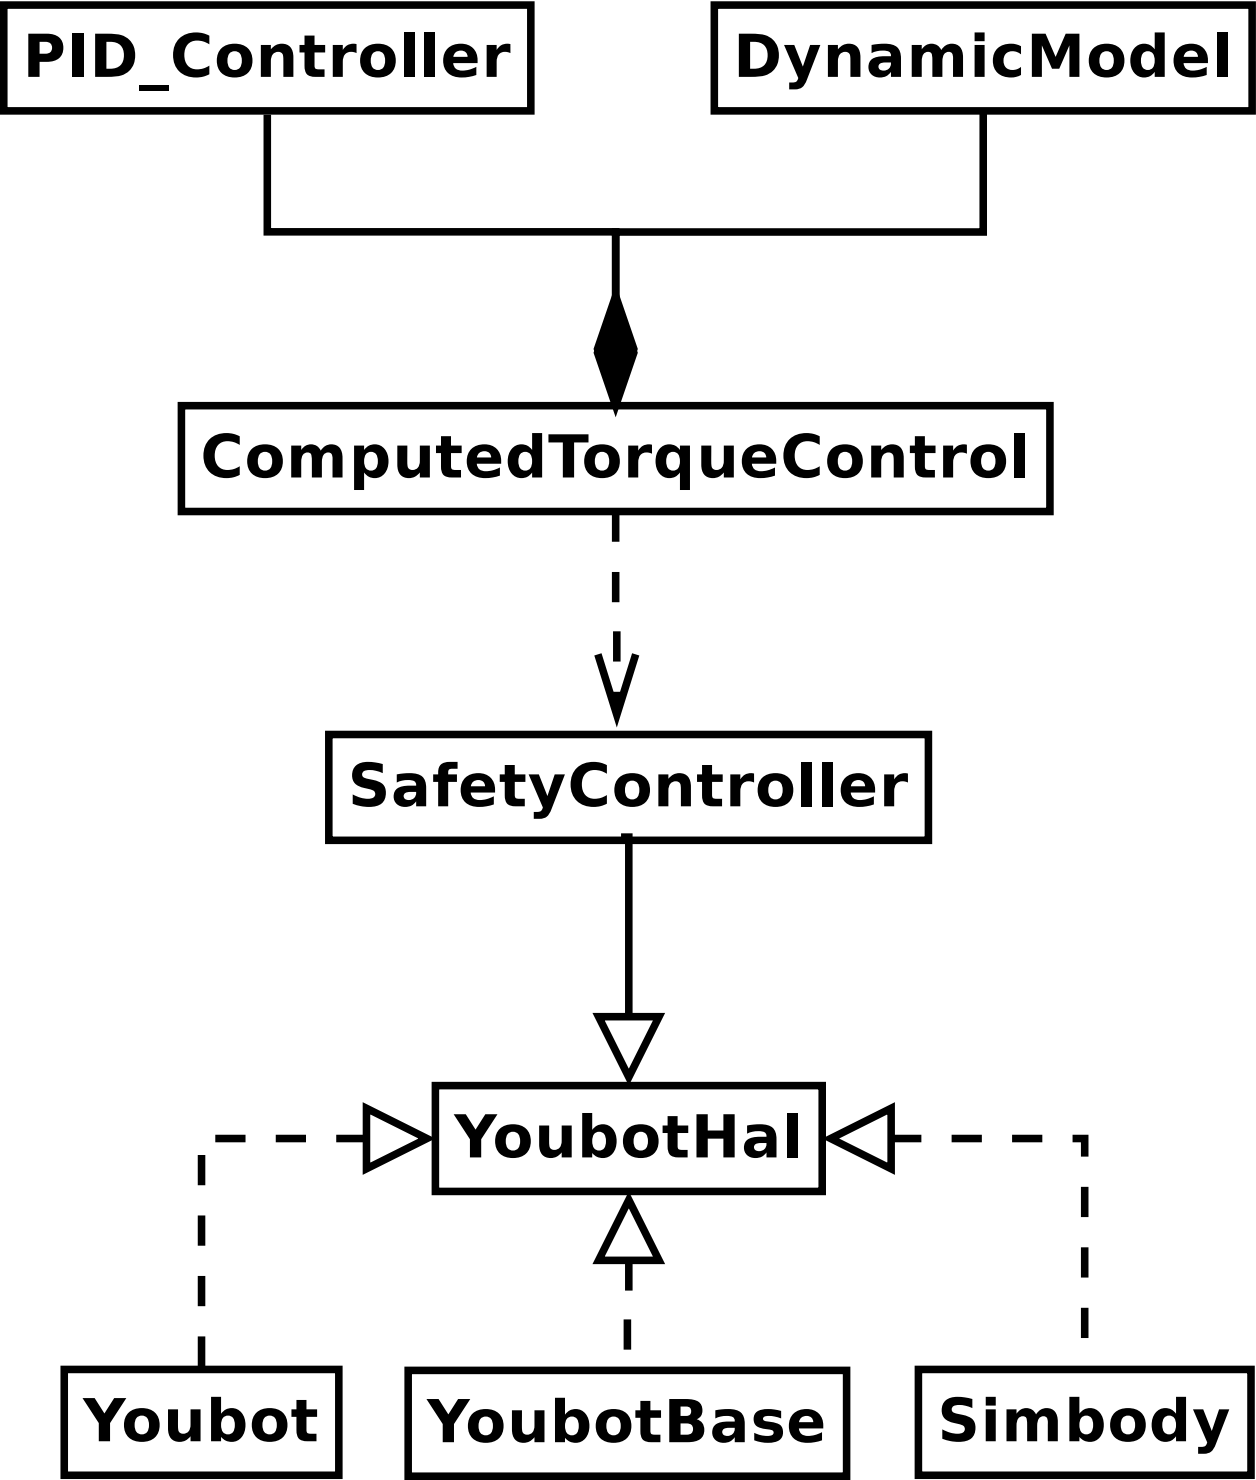 PID_Controller
DynamicModel
ComputedTorqueControl
SafetyController
YoubotHal
Youbot
YoubotBase
Simbody